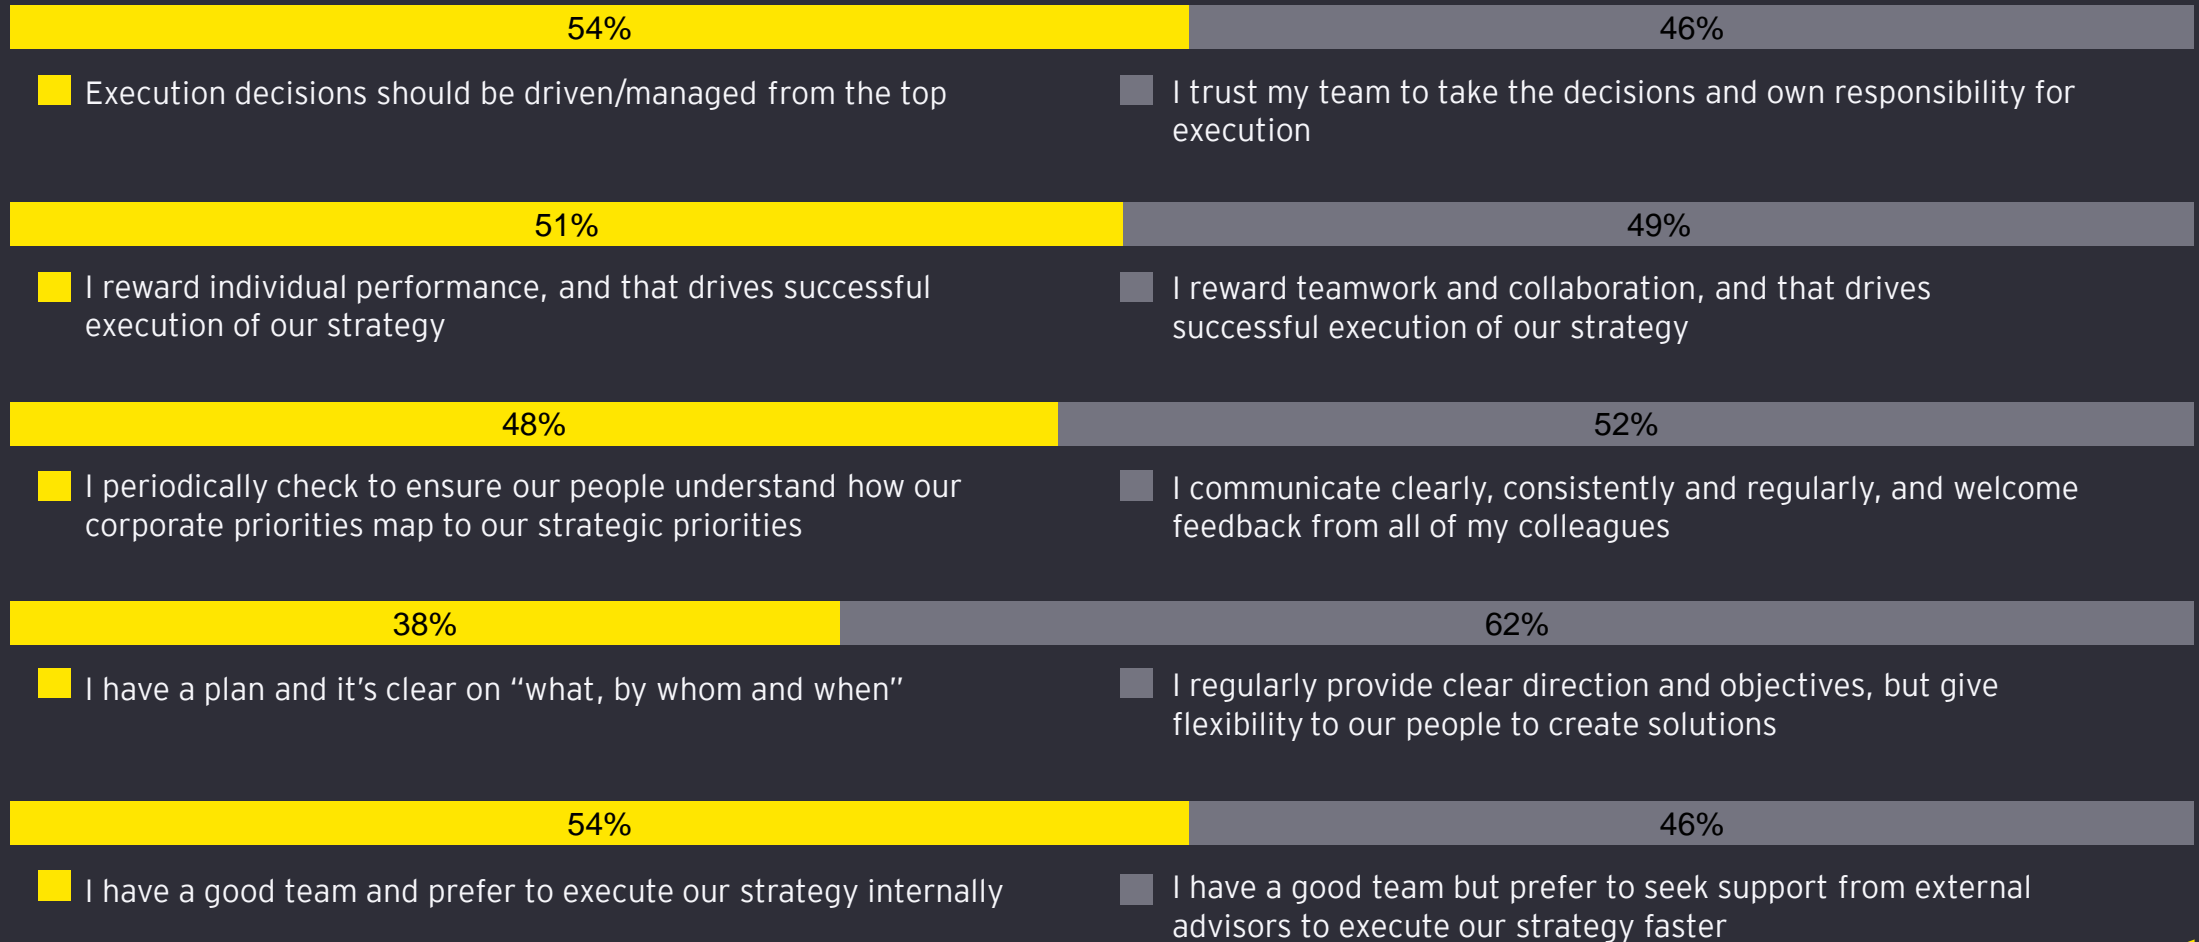 54%
46%
Execution decisions should be driven/managed from the top
I trust my team to take the decisions and own responsibility for
execution
51%
49%
I reward individual performance, and that drives successful
execution of our strategy
I reward teamwork and collaboration, and that drives
successful execution of our strategy
48%
52%
I periodically check to ensure our people understand how our
corporate priorities map to our strategic priorities
I communicate clearly, consistently and regularly, and welcome
feedback from all of my colleagues
38%
62%
I have a plan and it’s clear on “what, by whom and when”
I regularly provide clear direction and objectives, but give
flexibility to our people to create solutions
54%
46%
I have a good team and prefer to execute our strategy internally
I have a good team but prefer to seek support from external
advisors to execute our strategy faster